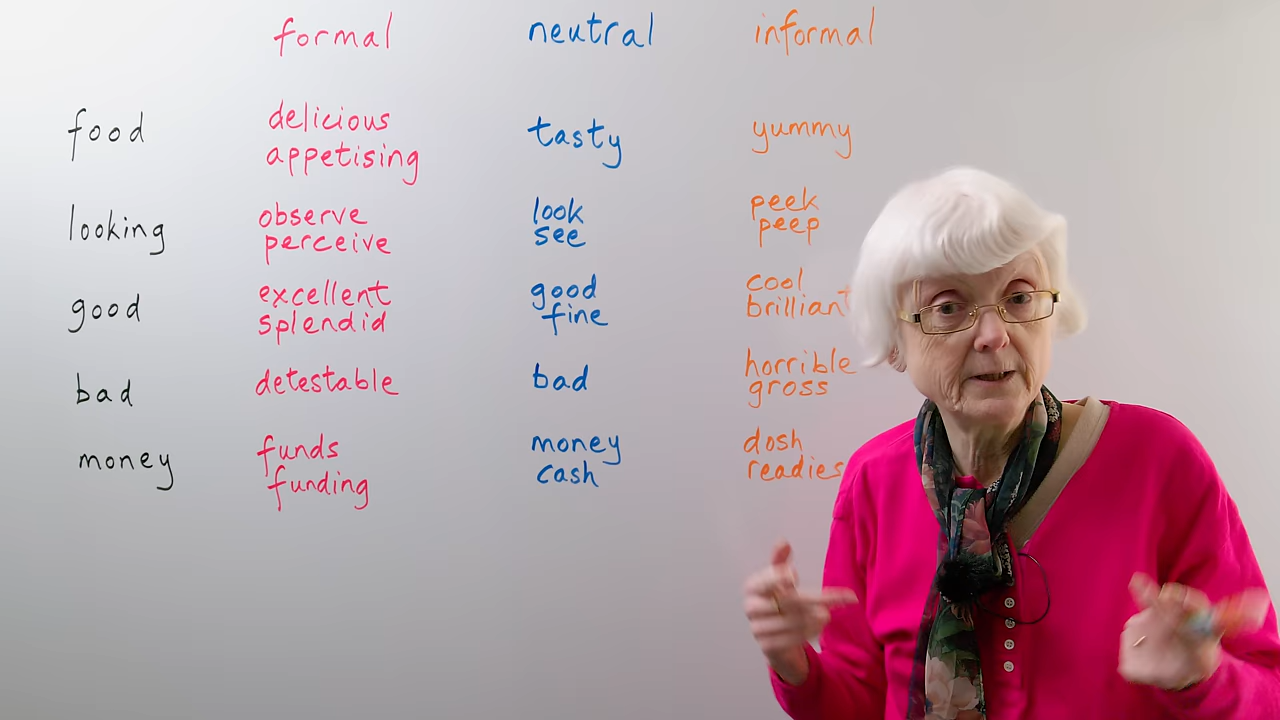 formal neutral informal
food delicious tasty yummy
appetising
looking observe look peek
perceive see peep
good excellent good cool
splendid fine brilliant
bad detestable bad horrible
gross
money funds money dosh
funding cash readies